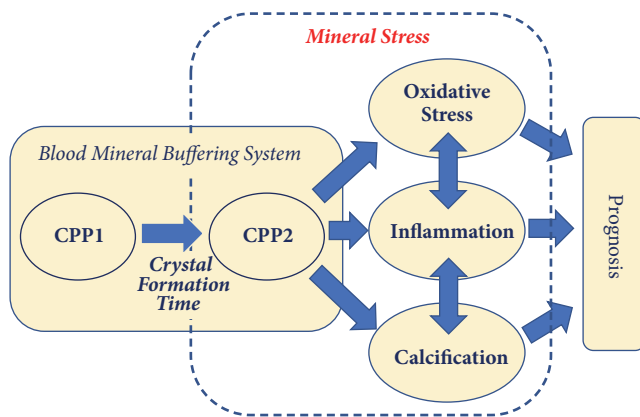 Mineral Stress
Oxidative
Stress
Blood Mineral Buffering System
CPP1
CPP2
Inflammation
Crystal
Formation
Time
Calcification
Prognosis